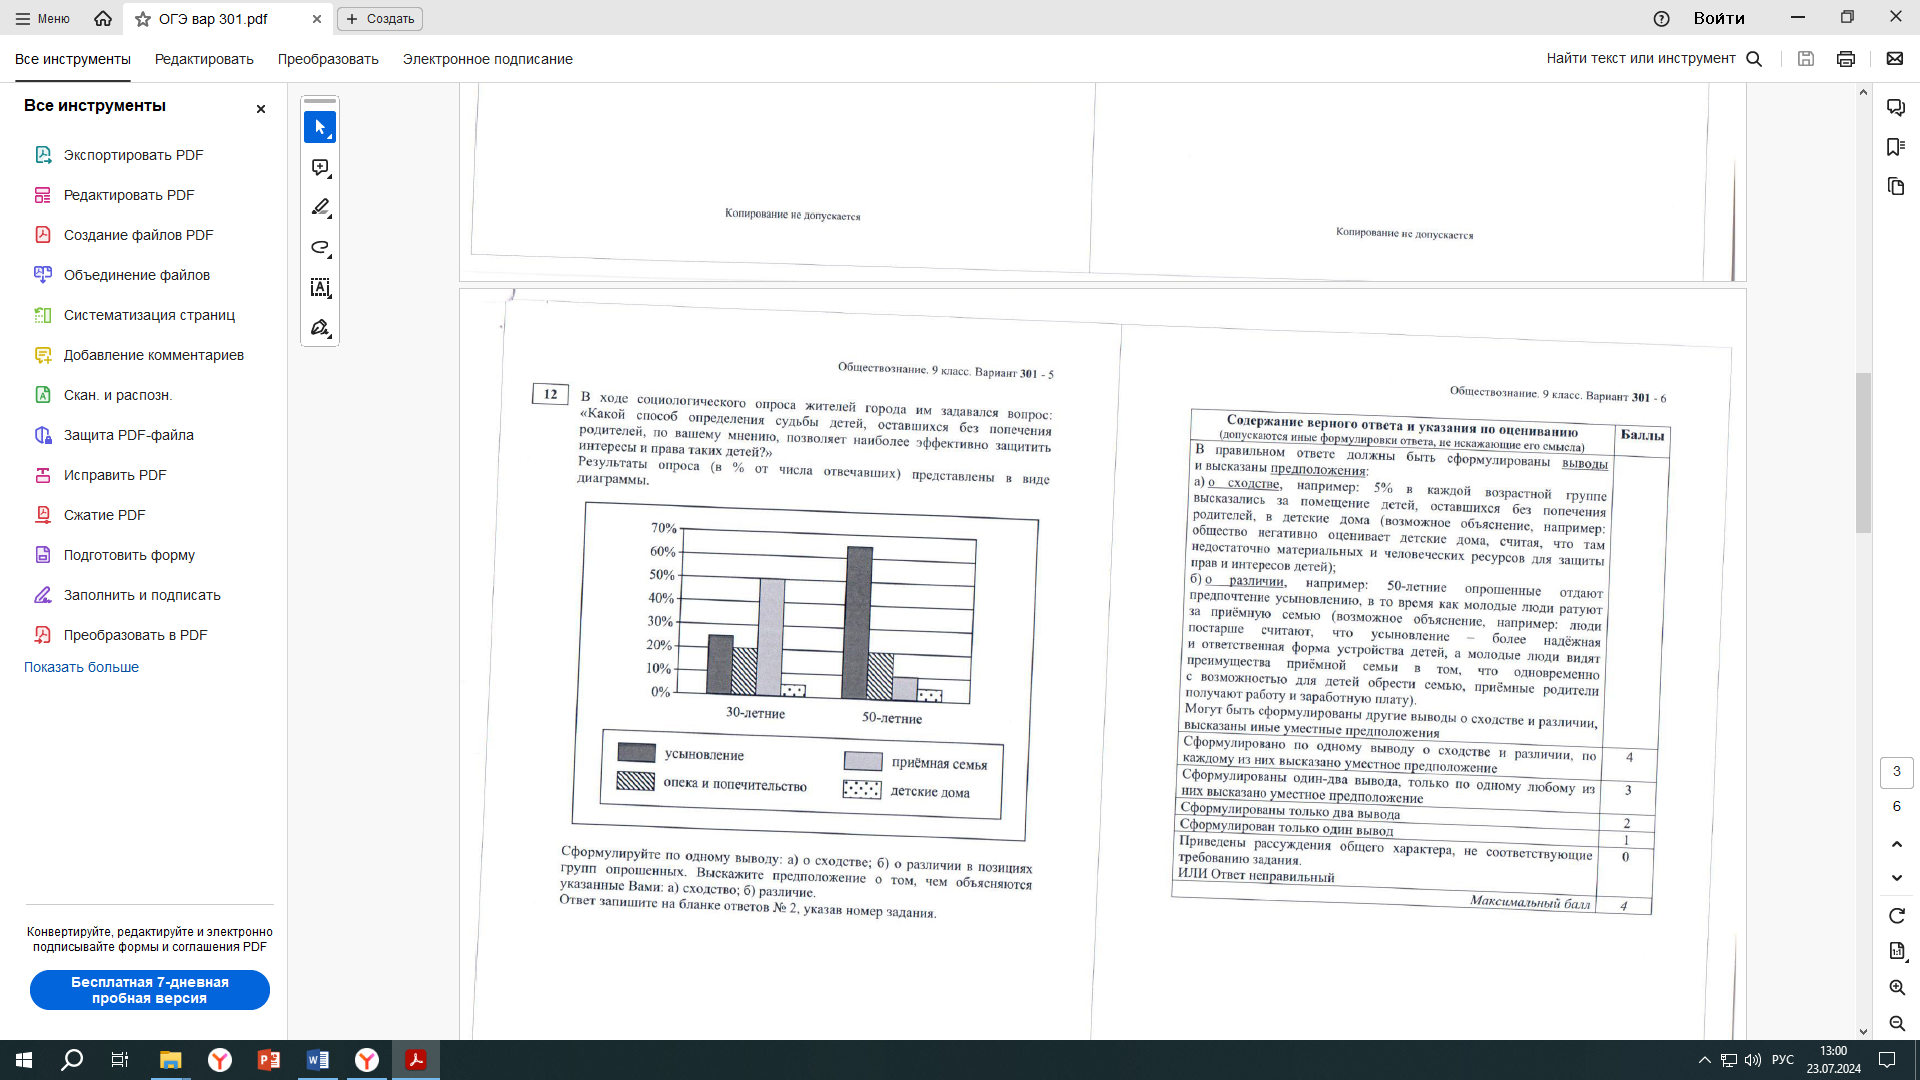 Меню
ОГЭ вар 301.pdf
Создать
Войти
Все инструменты
Редактировать
Преобразовать
Электронное подписание
Найти текст или инструмент
Все инструменты
Экспортировать PDF
Редактировать PDF
Создание файлов PDF
Объединение файлов
Систематизация страниц
Добавление комментариев
Скан. и распозн.
Защита PDF-файла
Исправить PDF
Сжатие PDF
Подготовить форму
Заполнить и подписать
Преобразовать в PDF
Показать больше
Конвертируйте, редактируйте и электронно
подписывайте формы и соглашения PDF
Бесплатная 7-дневная
пробная версия
Копирование не допускается
Копирование не допускается
Обществознание. 9 класс. Вариант 301 - 5
12
В ходе социологического опроса жителей города им задавался вопрос:
«Какой способ определения судьбы детей, оставшихся без попечения
родителей, по вашему мнению, позволяет наиболее эффективно защитить
интересы и права таких детей?»
Результаты опроса (в % от числа отвечавших) представлены в виде
диаграммы.
70%
60%
50%
40%
30%
20%
10%
0%
30-летние
50-летние
усыновление
приёмная семья
опека и попечительство
детские дома
Сформулируйте по одному выводу: а) о сходстве; б) о различии в позициях
групп опрошенных. Выскажите предположение о том, чем объясняются
указанные Вами: а) сходство; б) различие.
Ответ запишите на бланке ответов № 2, указав номер задания.
Обществознание. 9 класс. Вариант 301 - 6
Содержание верного ответа и указания по оцениванию
(допускаются иные формулировки ответа, не искажающие его смысла)
Баллы
В правильном ответе должны быть сформулированы выводы
и высказаны предположения:
а) о сходстве, например: 5% в каждой возрастной группе
высказались за помещение детей, оставшихся без попечения
родителей, в детские дома (возможное объяснение, например:
общество негативно оценивает детские дома, считая, что там
недостаточно материальных и человеческих ресурсов для защиты
прав и интересов детей);
б) о различии, например: 50-летние опрошенные отдают
предпочтение усыновлению, в то время как молодые люди ратуют
за приёмную семью (возможное объяснение, например: люди
постарше считают, что усыновление – более надёжная
и ответственная форма устройства детей, а молодые люди видят
преимущества приёмной семьи в том, что одновременно
с возможностью для детей обрести семью, приёмные родители
получают работу и заработную плату).
Могут быть сформулированы другие выводы о сходстве и различии,
высказаны иные уместные предположения
Сформулировано по одному выводу о сходстве и различии, по
каждому из них высказано уместное предположение
4
Сформулированы один-два вывода, только по одному любому из
них высказано уместное предположение
3
Сформулированы только два вывода
2
Сформулирован только один вывод
1
Приведены рассуждения общего характера, не соответствующие
требованию задания.
ИЛИ Ответ неправильный
0
Максимальный балл
4
3
6
РУС
13:00
23.07.2024